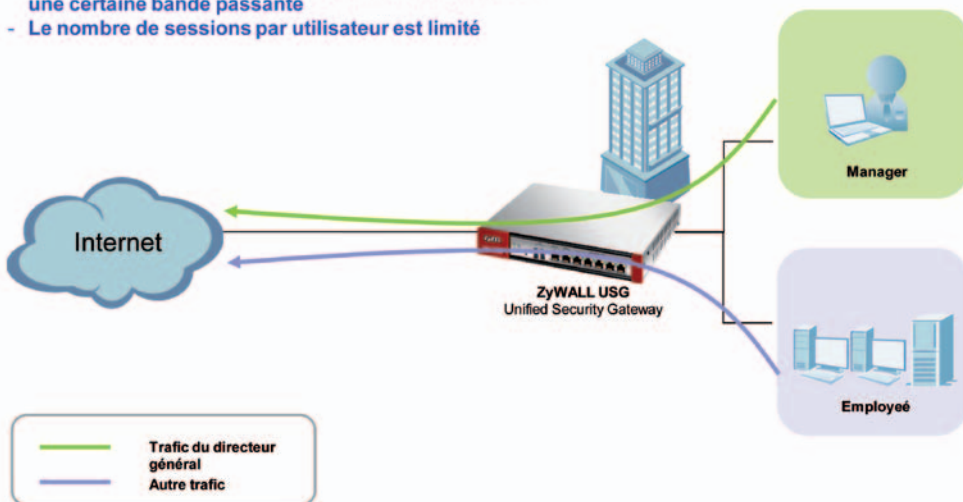 une certaine bande passante
- Le nombre de sessions par utilisateur est limité
Manager
Internet
ZyWALL USG
Unified Security Gateway
Employeé
Trafic du directeur
général
Autre trafic